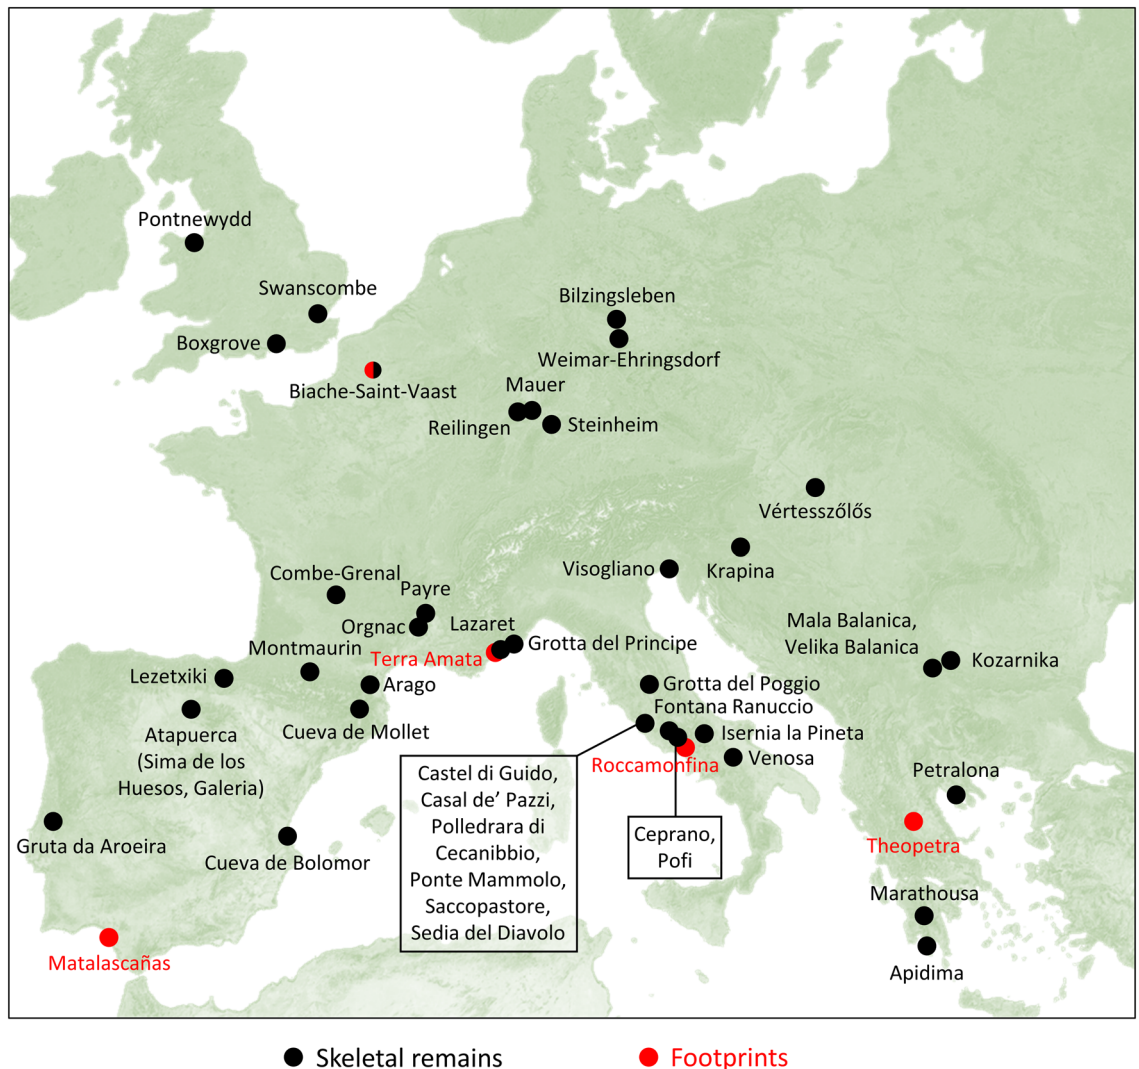 Pontnewydd
Swanscombe
Boxgrove
Bilzingsleben
Weimar-Ehringsdorf
Biache-Saint-Vaast
Mauer
Reilingen
Steinheim
Vértesszőlős
Krapina
Visogliano
Combe-Grenal
Payre
Orgnac
Lazaret
Grotta del Principe
Terra Amata
Montmaurin
Lezetxiki
Arago
Atapuerca
(Sima de los
Huesos, Galeria)
Cueva de Mollet
Mala Balanica,
Velika Balanica
Kozarnika
Grotta del Poggio
Fontana Ranuccio
Isernia la Pineta
Roccamonfina
Venosa
Castel di Guido,
Casal de’ Pazzi,
Polledrara di
Cecanibbio,
Ponte Mammolo,
Saccopastore,
Sedia del Diavolo
Ceprano,
Pofi
Petralona
Theopetra
Gruta da Aroeira
Cueva de Bolomor
Marathousa
Apidima
Matalascañas
Skeletal remains
Footprints